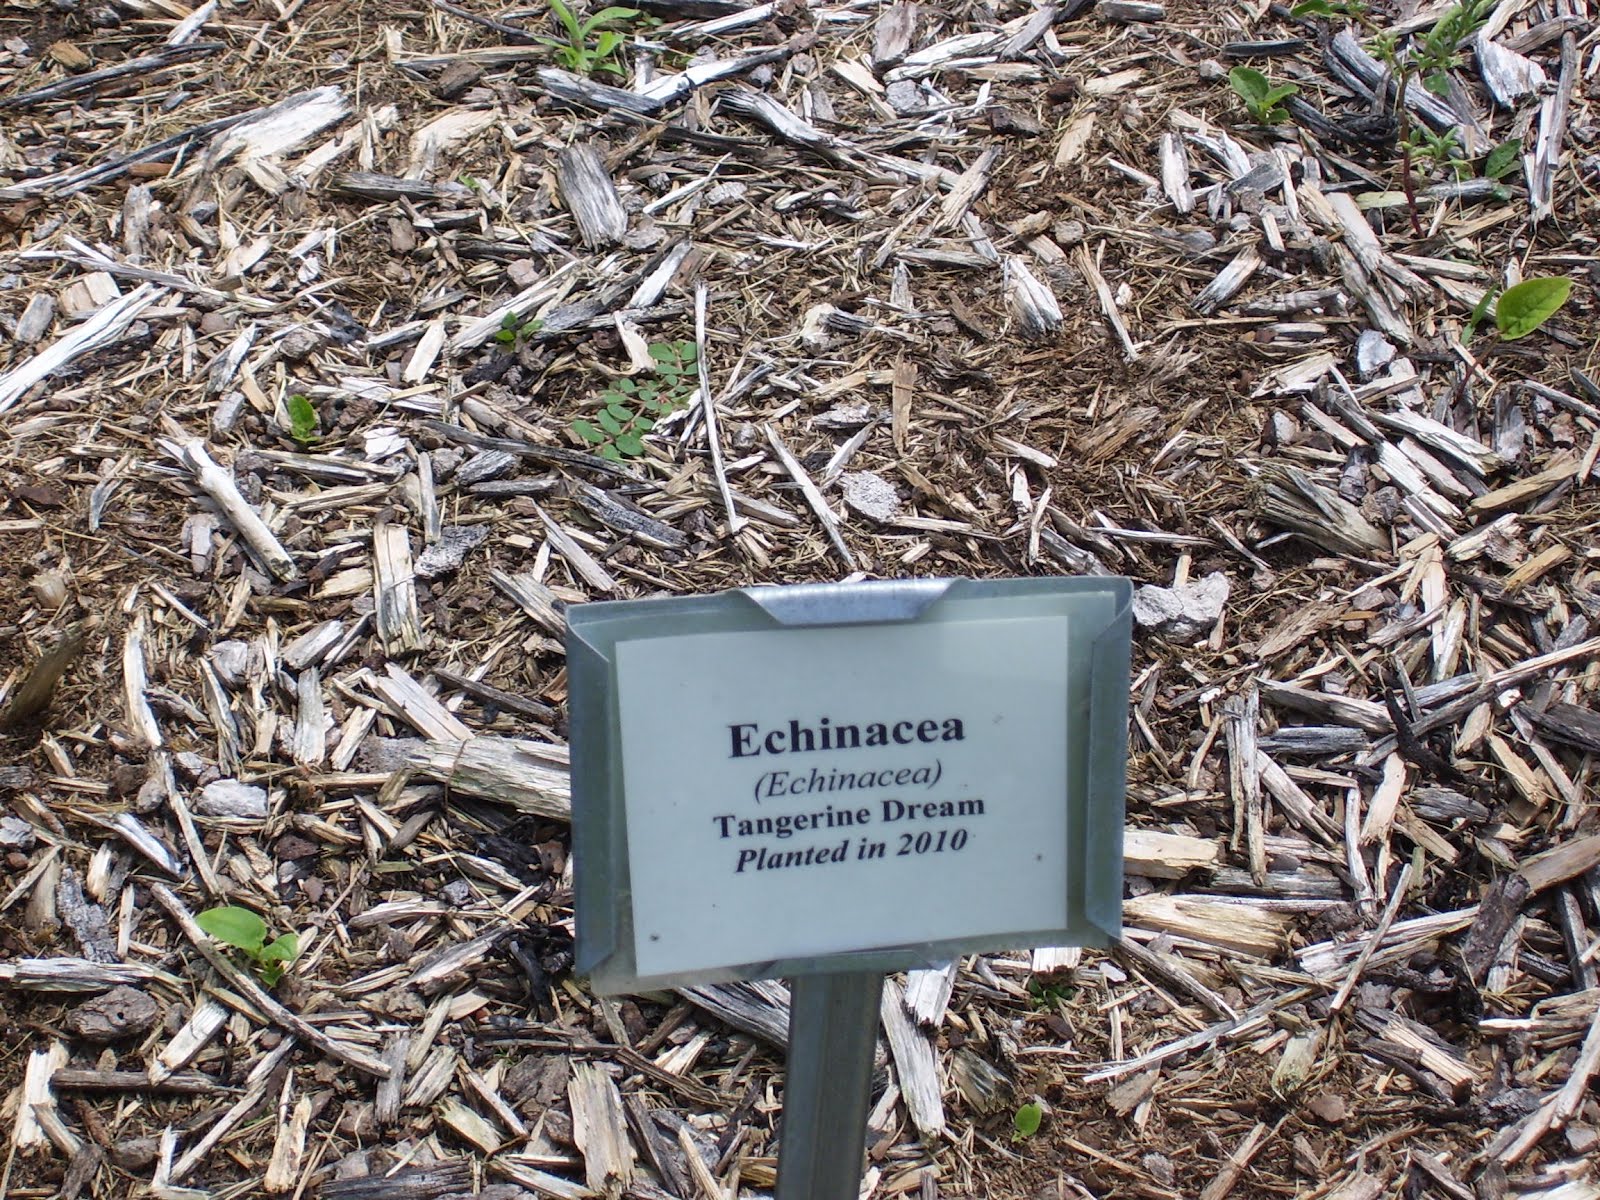 Echinacea
(Echinacea)
Tangerine Dream
Planted in 2010